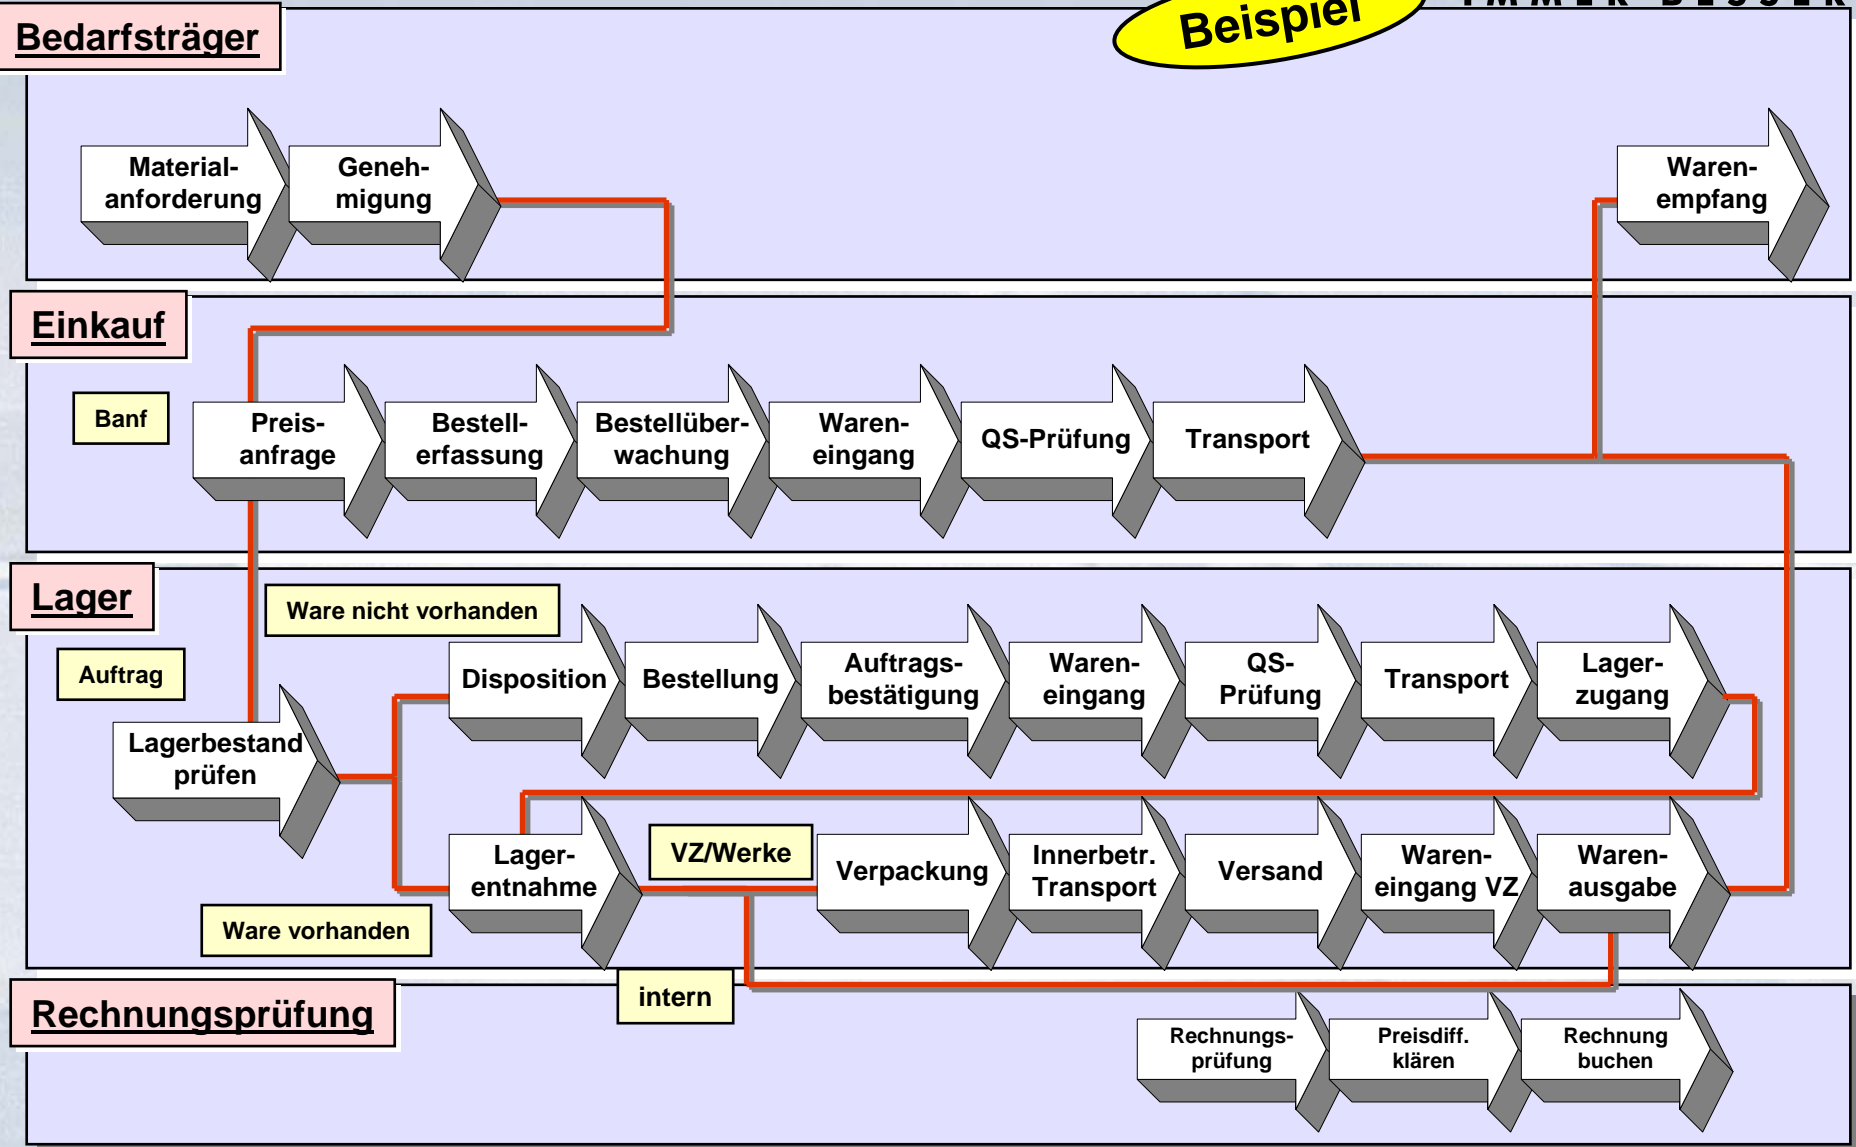 Beispiel
IMMER BESSER
Bedarfsträger
Material-
anforderung
Geneh-
migung
Waren-
empfang
Einkauf
Banf
Preis-
anfrage
Bestell-
erfassung
Bestellüber-
wachung
Waren-
eingang
QS-Prüfung
Transport
Lager
Ware nicht vorhanden
Auftrag
Lagerbestand
prüfen
Disposition
Bestellung
Auftrags-
bestätigung
Waren-
eingang
QS-
Prüfung
Transport
Lager-
zugang
Lager-
entnahme
VZ/Werke
Verpackung
Innerbetr.
Transport
Versand
Waren-
eingang VZ
Waren-
ausgabe
Ware vorhanden
intern
Rechnungsprüfung
Rechnungs-
prüfung
Preisdiff.
klären
Rechnung
buchen